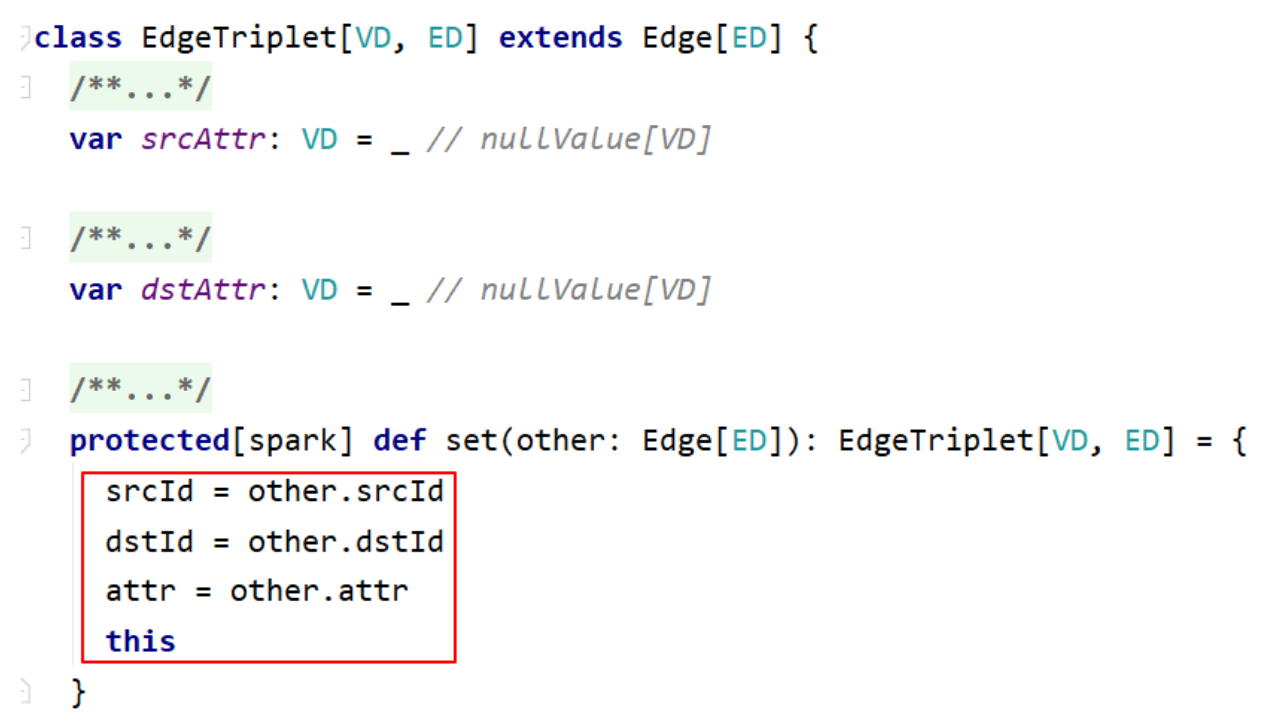 class EdgeTriplet[VD, ED] extends Edge[ED] {
/**...*/
var srcAttr: VD = _ // nullValue[VD]
/**...*/
var dstAttr: VD = _ // nullValue[VD]
/**...*/
protected[spark] def set(other: Edge[ED]): EdgeTriplet[VD, ED] = {
srcId = other.srcId
dstId = other.dstId
attr = other.attr
this
}